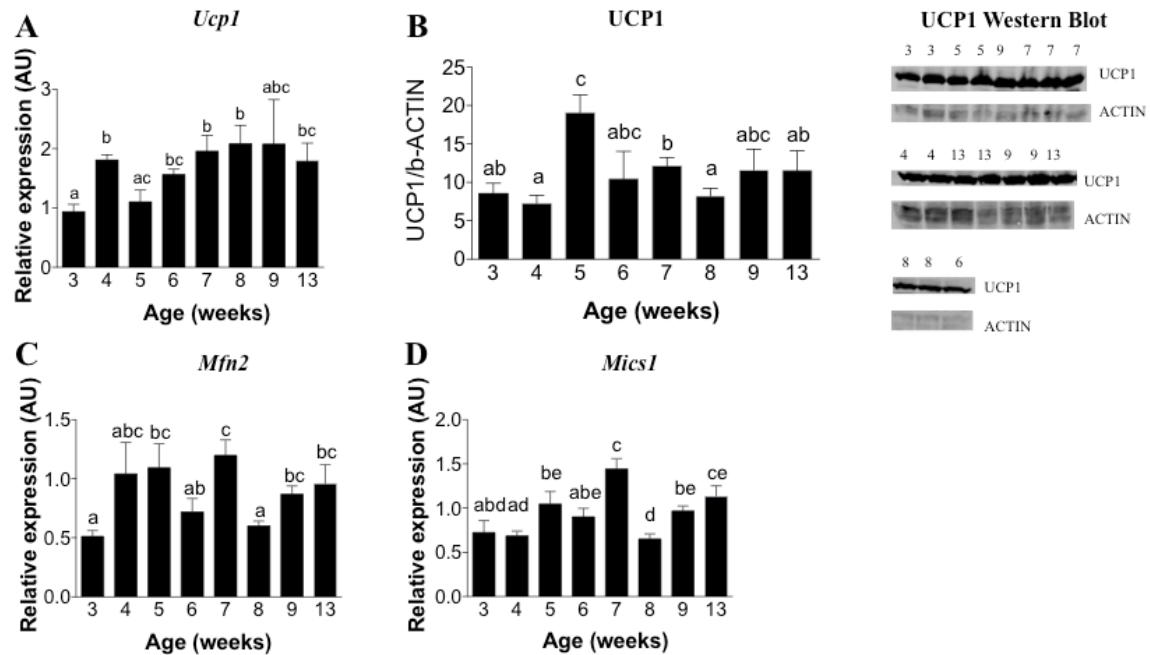 A
Ucp1
Relative expression (AU)
3
2
1
0
a
b
ac
bc
b
b
abc
bc
3 4 5 6 7 8 9 13
Age (weeks)
B
UCP1
UCP1/b-ACTIN
25
20
15
10
5
0
ab
a
c
abc
b
a
abc
ab
3 4 5 6 7 8 9 13
Age (weeks)
UCP1 Western Blot
3 3 5 5 9 7 7 7
UCP1
ACTIN
4 4 13 13 9 9 13
UCP1
ACTIN
8 8 6
UCP1
ACTIN
C
Mfn2
Relative expression (AU)
1.5
1.0
0.5
0.0
a
abc
bc
ab
c
a
bc
bc
3 4 5 6 7 8 9 13
Age (weeks)
D
Mics1
Relative expression (AU)
2.0
1.5
1.0
0.5
0.0
abd
ad
be
abe
c
d
be
ce
3 4 5 6 7 8 9 13
Age (weeks)